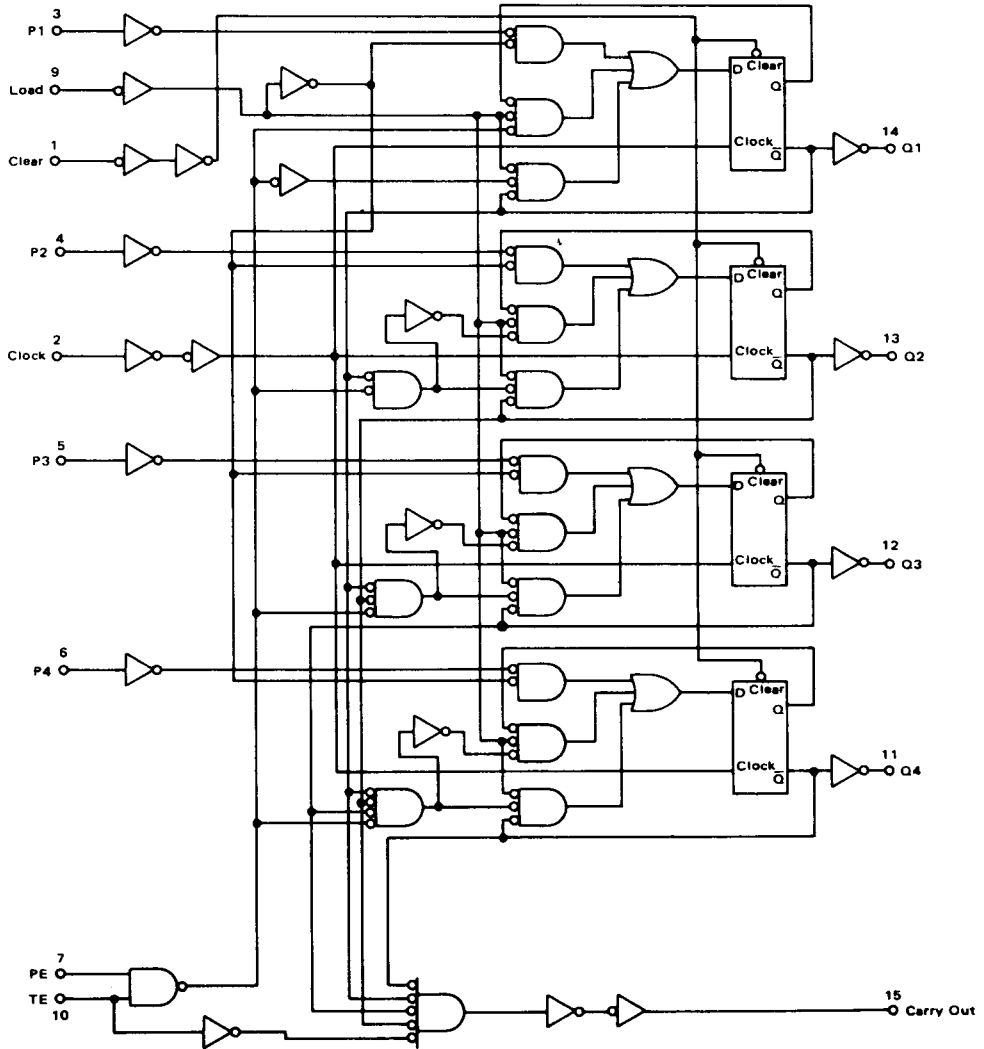 3
P1
9
Load
1
Clear
D Clear
Q
Clock
Q̅
14
Q1
4
P2
2
Clock
D Clear
Q
Clock
Q̅
13
Q2
5
P3
D Clear
Q
Clock
Q̅
12
Q3
6
P4
D Clear
Q
Clock
Q̅
11
Q4
7
PE
TE
10
15
Carry Out